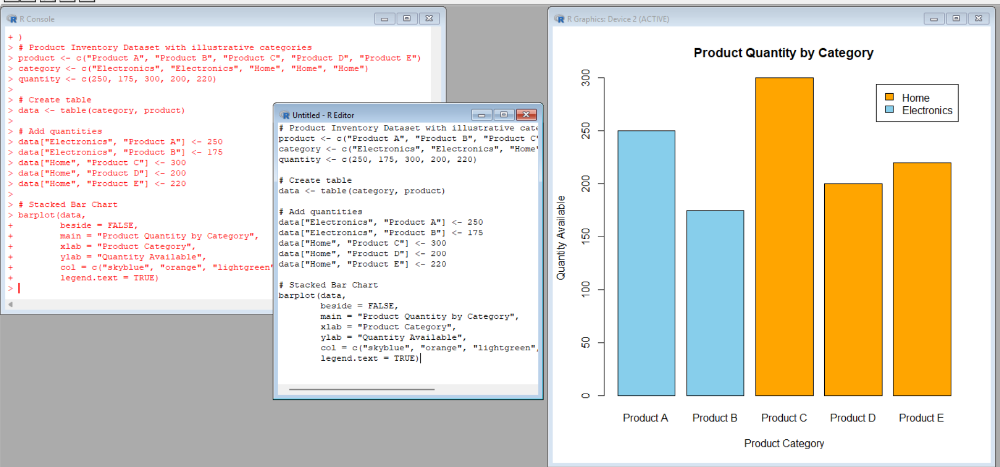 R Console
+ )
> # Product Inventory Dataset with illustrative categories
> product <- c("Product A", "Product B", "Product C", "Product D", "Product E")
> category <- c("Electronics", "Electronics", "Home", "Home", "Home")
> quantity <- c(250, 175, 300, 200, 220)
>
> # Create table
> data <- table(category, product)
>
> # Add quantities
> data["Electronics", "Product A"] <- 250
> data["Electronics", "Product B"] <- 175
> data["Home", "Product C"] <- 300
> data["Home", "Product D"] <- 200
> data["Home", "Product E"] <- 220
>
> # Stacked Bar Chart
> barplot(data,
+         beside = FALSE,
+         main = "Product Quantity by Category",
+         xlab = "Product Category",
+         ylab = "Quantity Available",
+         col = c("skyblue", "orange", "lightgreen"
+         legend.text = TRUE)
>
Untitled - R Editor
# Product Inventory Dataset with illustrative cate
product <- c("Product A", "Product B", "Product C"
category <- c("Electronics", "Electronics", "Home"
quantity <- c(250, 175, 300, 200, 220)

# Create table
data <- table(category, product)

# Add quantities
data["Electronics", "Product A"] <- 250
data["Electronics", "Product B"] <- 175
data["Home", "Product C"] <- 300
data["Home", "Product D"] <- 200
data["Home", "Product E"] <- 220

# Stacked Bar Chart
barplot(data,
        beside = FALSE,
        main = "Product Quantity by Category",
        xlab = "Product Category",
        ylab = "Quantity Available",
        col = c("skyblue", "orange", "lightgreen",
        legend.text = TRUE)
R Graphics: Device 2 (ACTIVE)
Product Quantity by Category
Home
Electronics
Quantity Available
300
250
200
150
100
50
0
Product A Product B Product C Product D Product E
Product Category